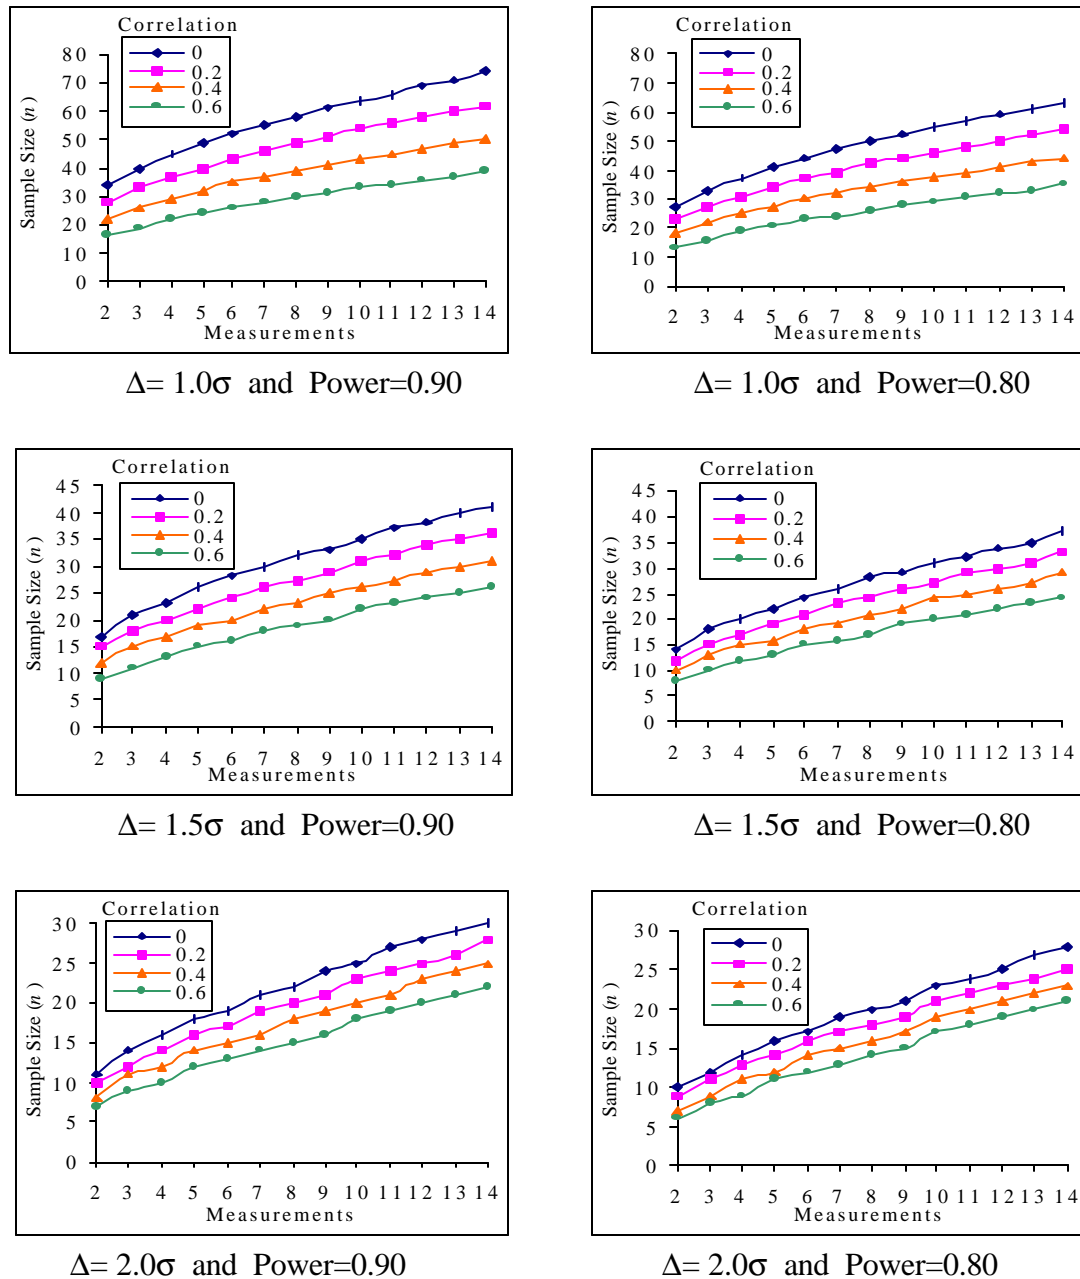 Correlation
0
0.2
0.4
0.6
80
70
60
50
40
30
20
10
0
Sample Size (n)
2 3 4 5 6 7 8 9 10 11 12 13 14
Measurements
Δ= 1.0σ and Power=0.90
Correlation
0
0.2
0.4
0.6
80
70
60
50
40
30
20
10
0
Sample Size (n)
2 3 4 5 6 7 8 9 10 11 12 13 14
Measurements
Δ= 1.0σ and Power=0.80
Correlation
0
0.2
0.4
0.6
45
40
35
30
25
20
15
10
5
0
Sample Size (n)
2 3 4 5 6 7 8 9 10 11 12 13 14
Measurements
Δ= 1.5σ and Power=0.90
Correlation
0
0.2
0.4
0.6
45
40
35
30
25
20
15
10
5
0
Sample Size (n)
2 3 4 5 6 7 8 9 10 11 12 13 14
Measurements
Δ= 1.5σ and Power=0.80
Correlation
0
0.2
0.4
0.6
30
25
20
15
10
5
0
Sample Size (n)
2 3 4 5 6 7 8 9 10 11 12 13 14
Measurements
Δ= 2.0σ and Power=0.90
Correlation
0
0.2
0.4
0.6
30
25
20
15
10
5
0
Sample Size (n)
2 3 4 5 6 7 8 9 10 11 12 13 14
Measurements
Δ= 2.0σ and Power=0.80